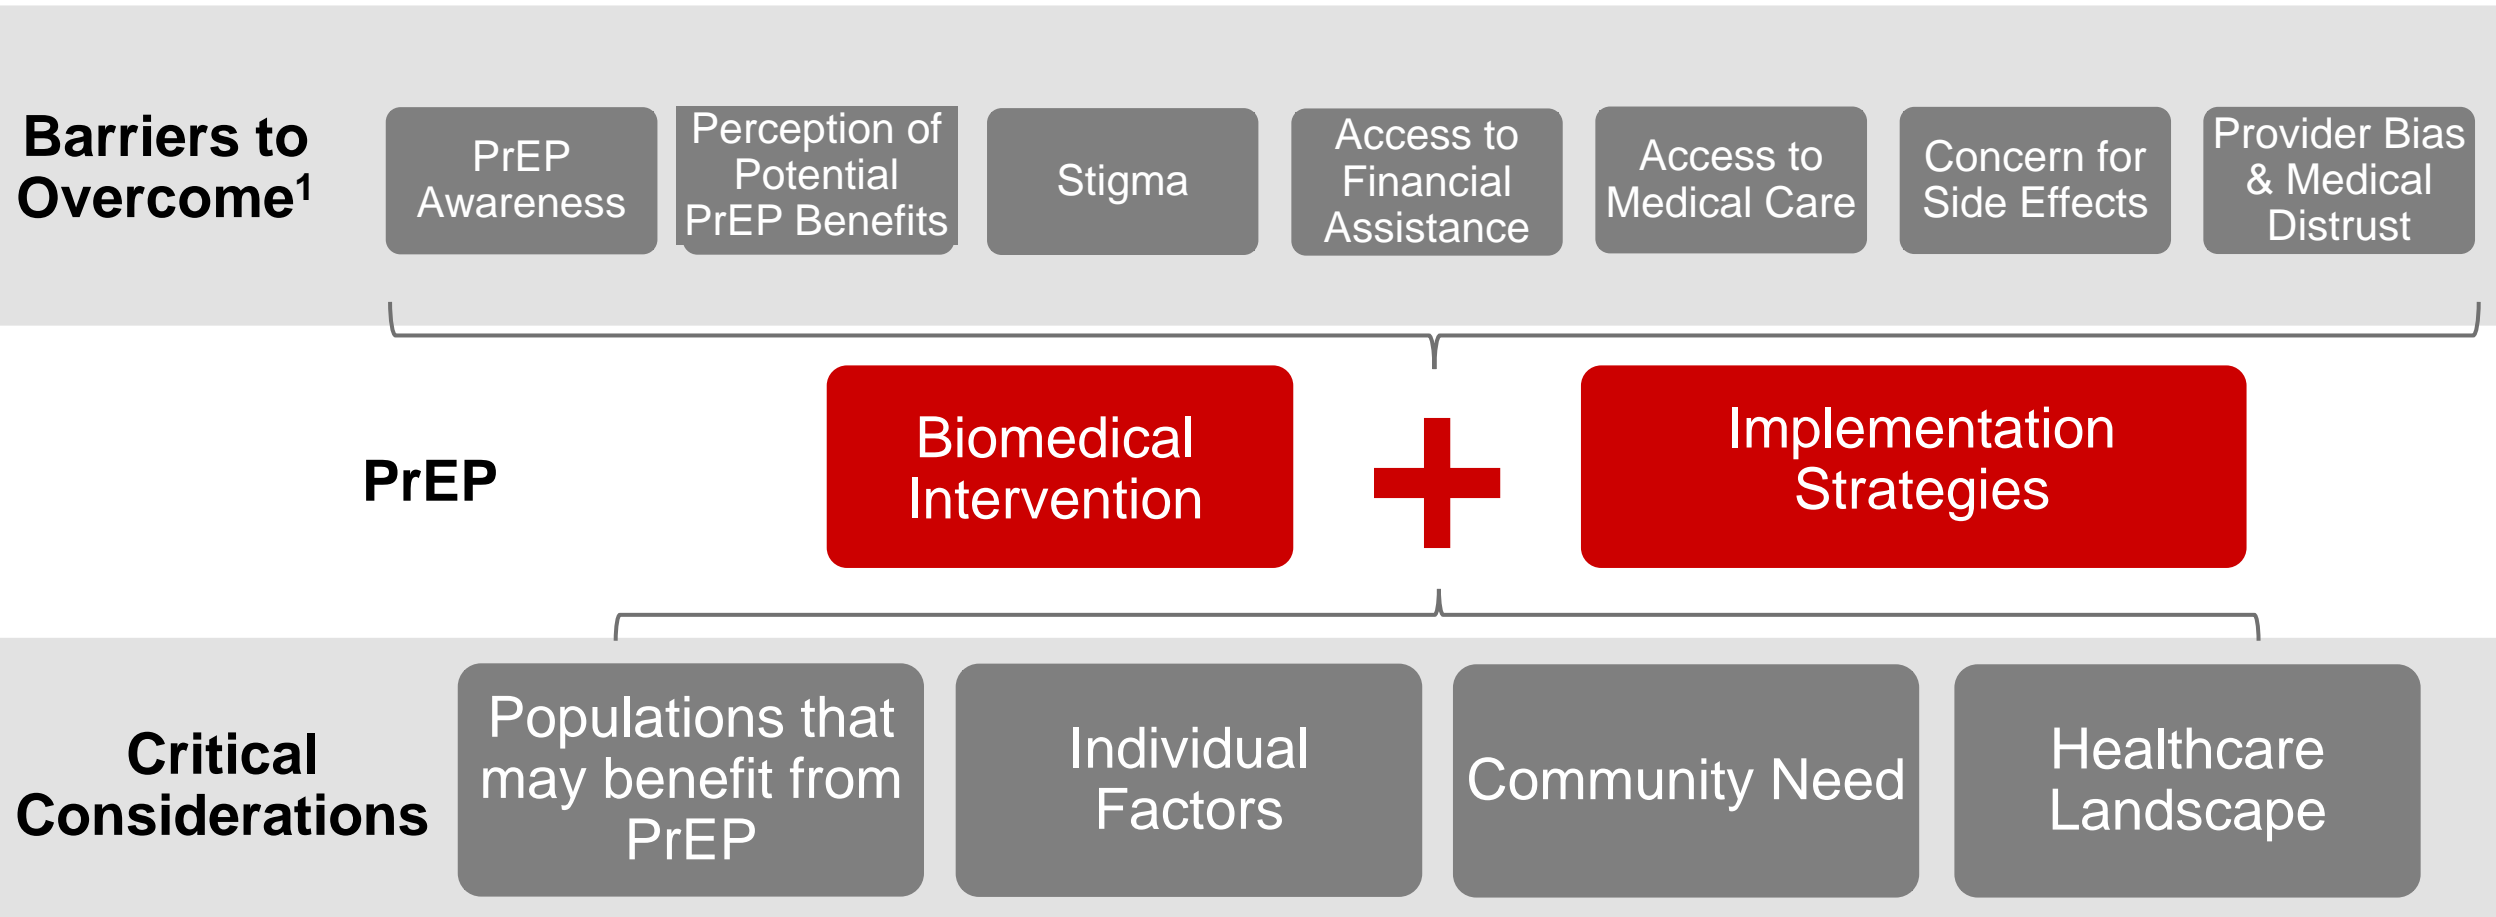 Barriers to
Overcome1
PrEP
Awareness
Perception of
Potential
PrEP Benefits
Stigma
Access to
Financial
Assistance
Access to
Medical Care
Concern for
Side Effects
Provider Bias
& Medical
Distrust
PrEP
Biomedical
Intervention
Implementation
Strategies
Critical
Considerations
Populations that
may benefit from
PrEP
Individual
Factors
Community Need
Healthcare
Landscape